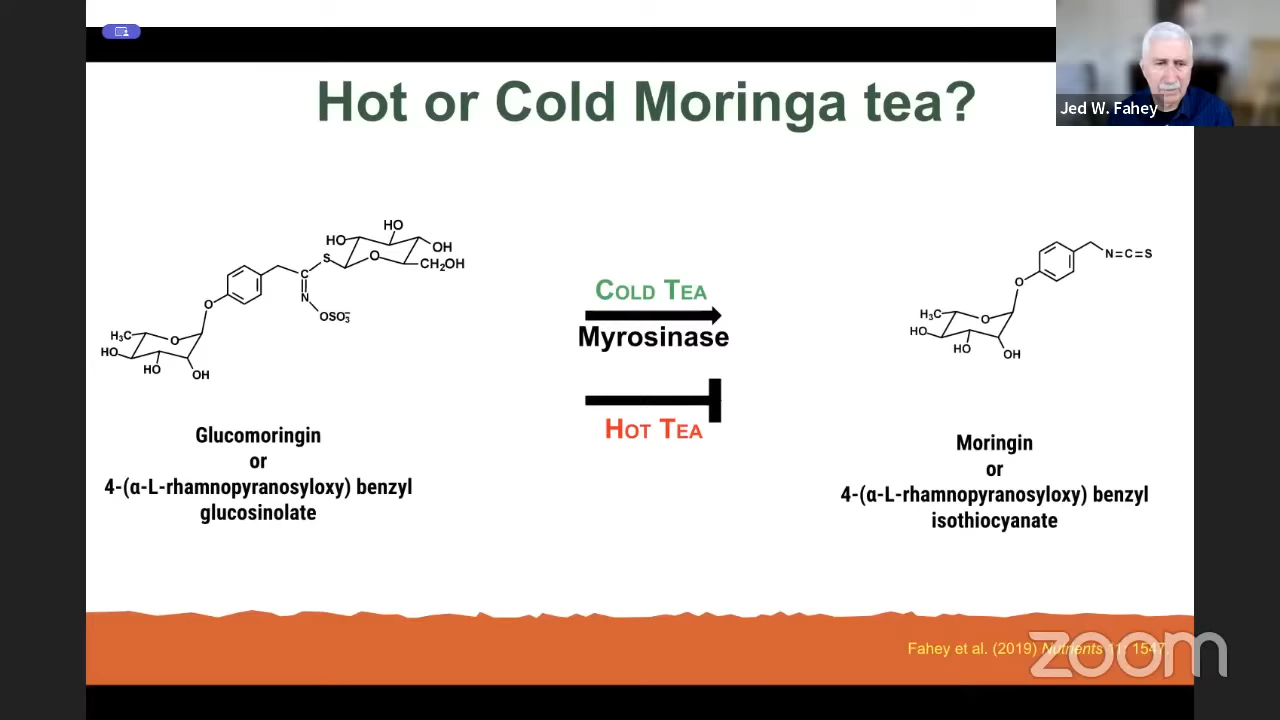 Hot or Cold Moringa tea?
Jed W. Fahey
HO
HO
OH
S
O
CH₂OH
C
N
OSO₃⁻
O
H₃C
O
HO
HO
OH
COLD TEA
Myrosinase
HOT TEA
N=C=S
O
H₃C
O
HO
HO
OH
Glucomoringin
or
4-(α-L-rhamnopyranosyloxy) benzyl
glucosinolate
Moringin
or
4-(α-L-rhamnopyranosyloxy) benzyl
isothiocyanate
Fahey et al. (2019) Nutrients 11: 1547.
zoom